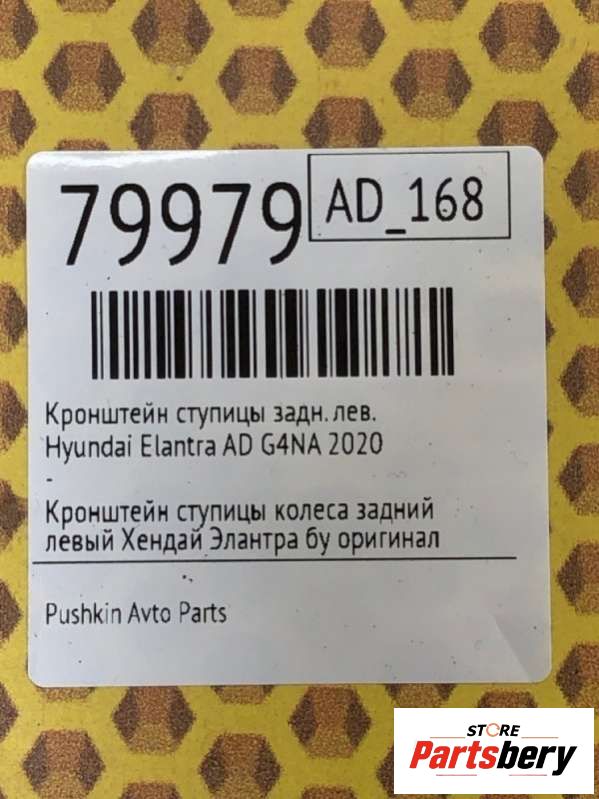 79979
AD_168
Кронштейн ступицы задн. лев.
Hyundai Elantra AD G4NA 2020
-
Кронштейн ступицы колеса задний
левый Хендай Элантра бу оригинал
Pushkin Avto Parts
STORE
Partsbery